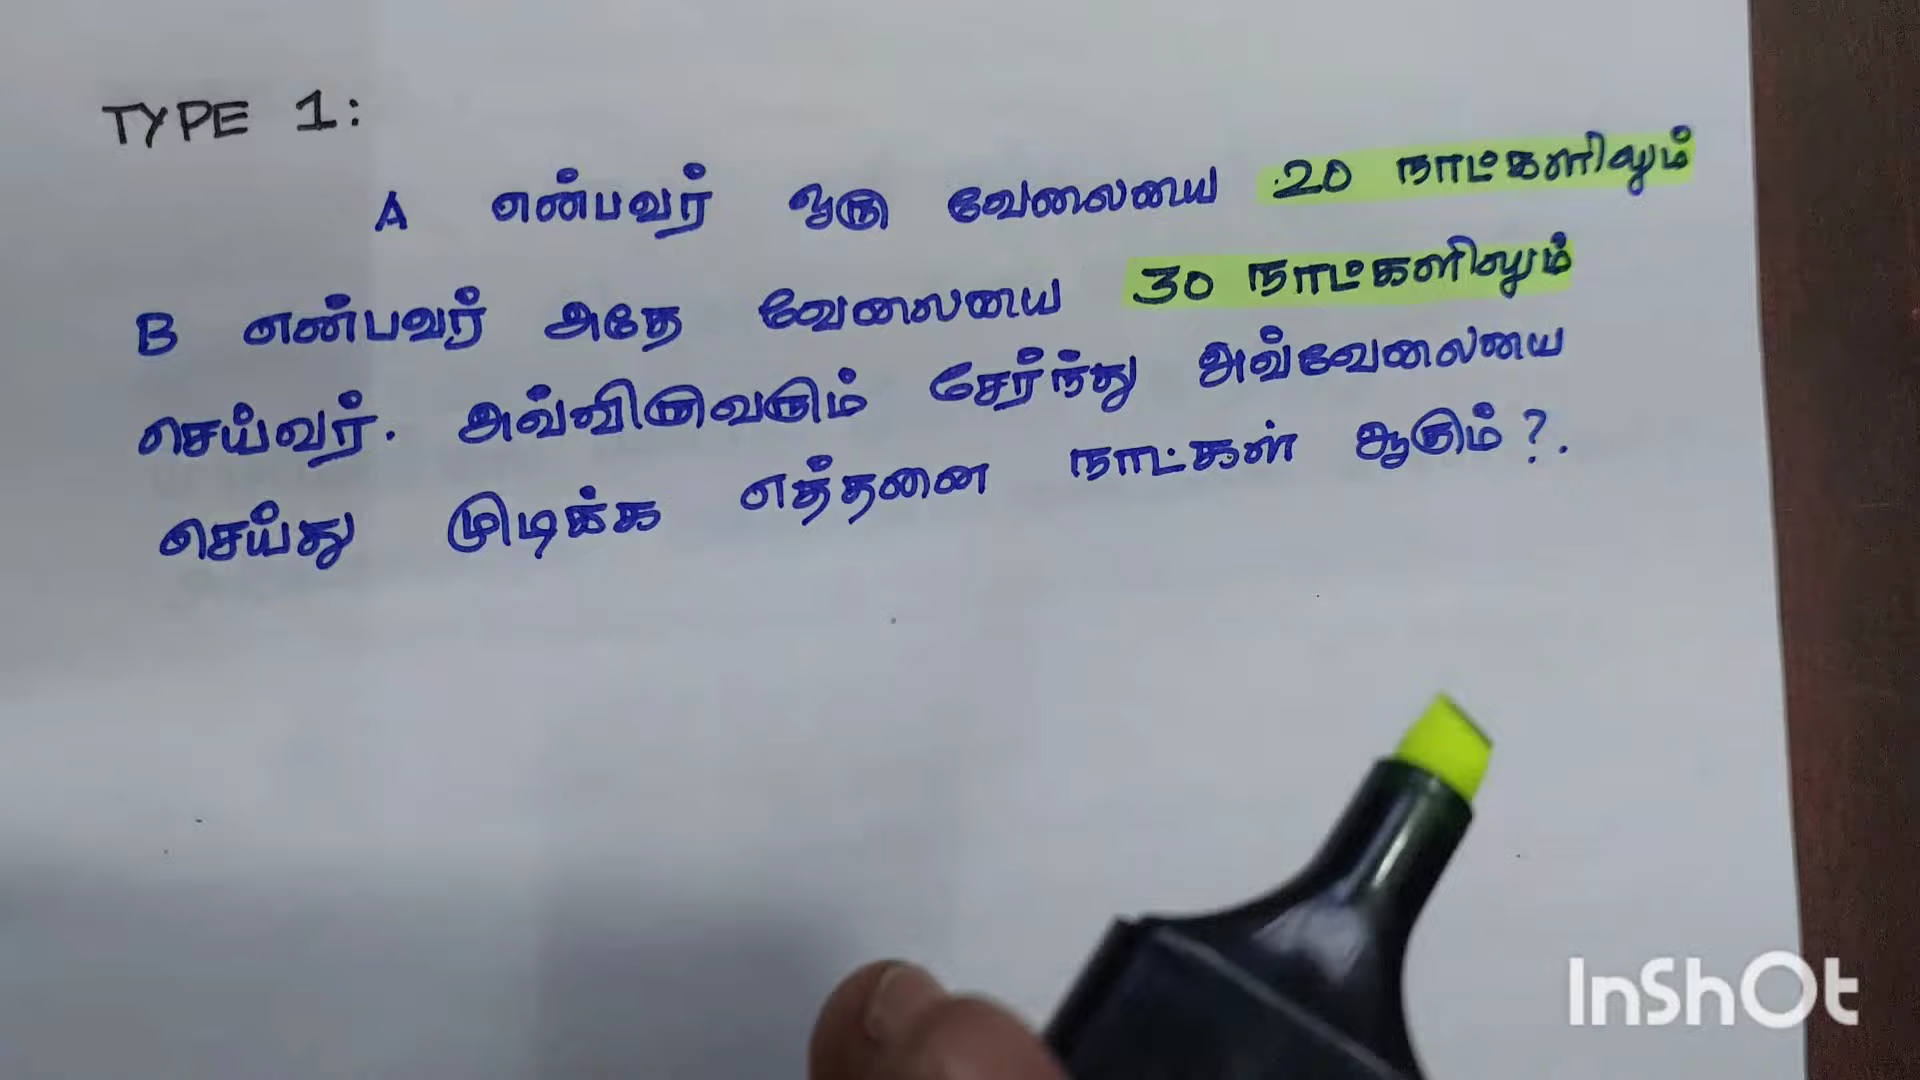 TYPE 1:
A என்பவர் ஒரு வேலையை 20 நாட்களிலும்
B என்பவர் அதே வேலையை 30 நாட்களிலும்
செய்வர். அவ்விருவரும் சேர்ந்து அவ்வேலையை
செய்து முடிக்க எத்தனை நாட்கள் ஆகும்?.
InShOt